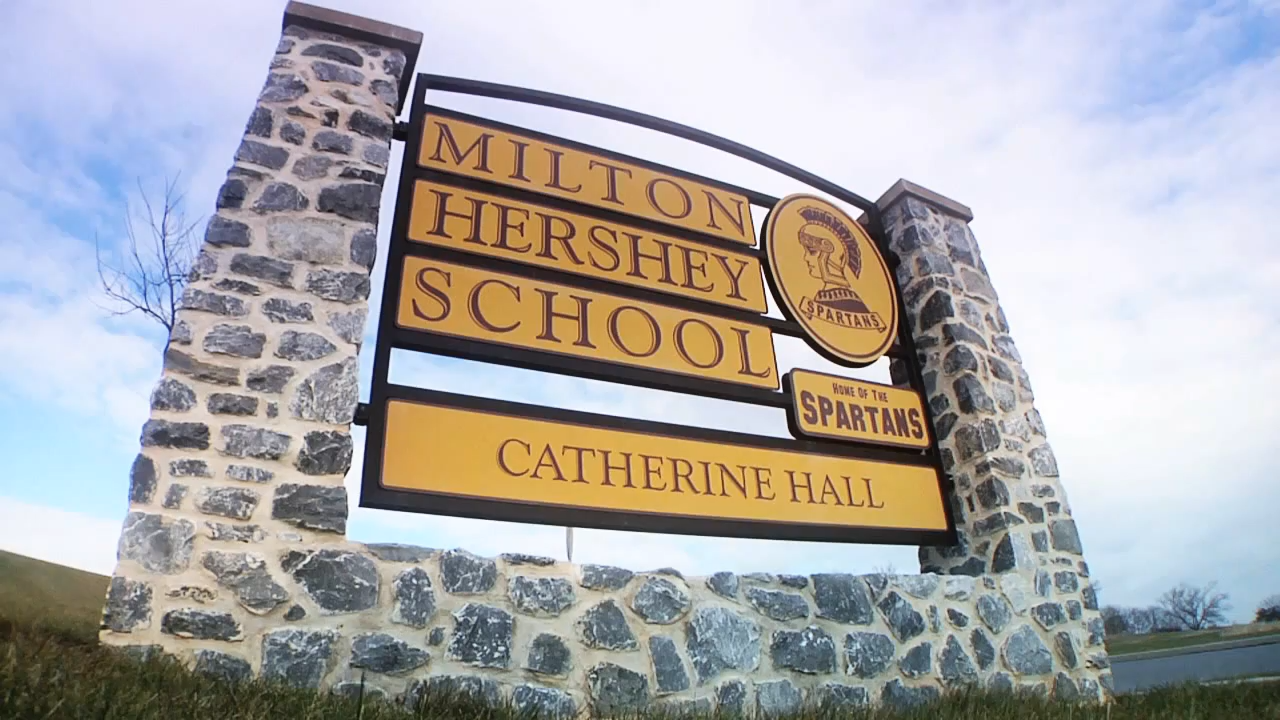 MILTON
HERSHEY
SCHOOL
SPARTANS
HOME OF THE
SPARTANS
CATHERINE HALL